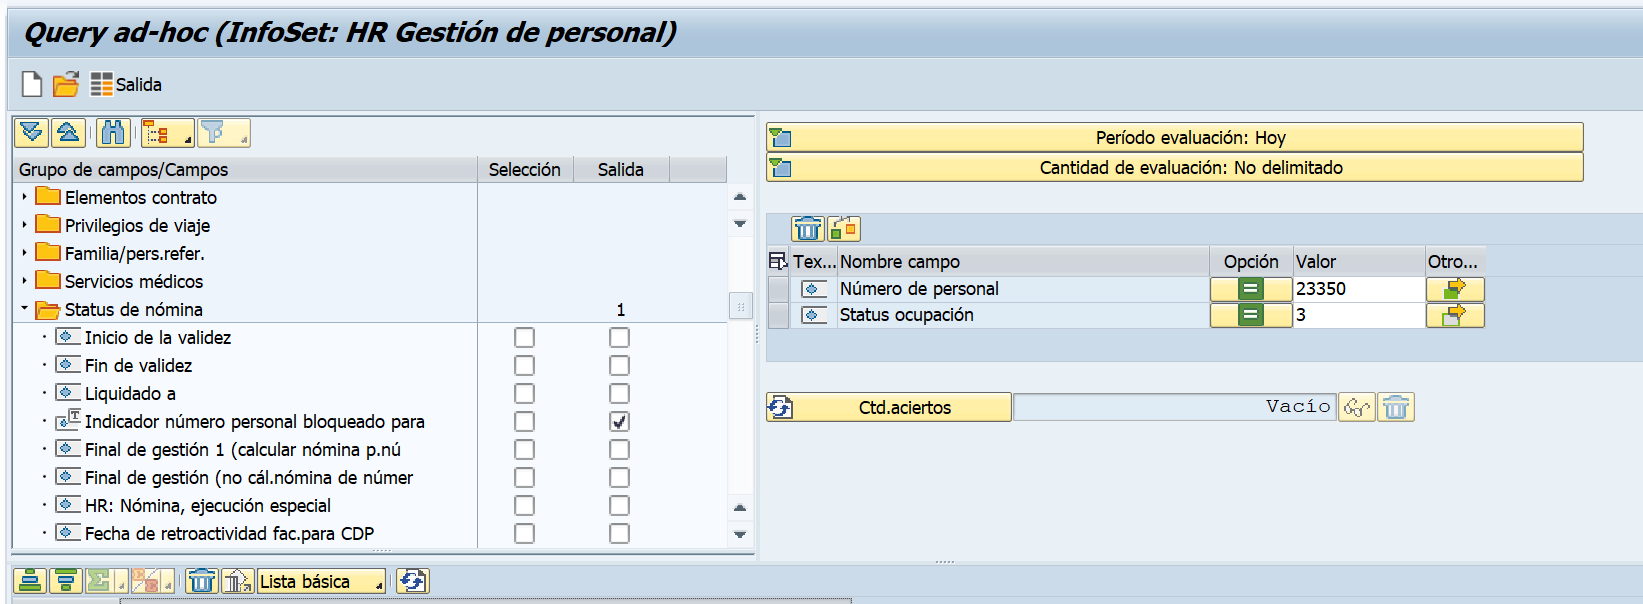 Query ad-hoc (InfoSet: HR Gestión de personal)
Salida
Grupo de campos/Campos Selección Salida
Elementos contrato
Privilegios de viaje
Familia/pers.refer.
Servicios médicos
Status de nómina 1
Inicio de la validez
Fin de validez
Liquidado a
Indicador número personal bloqueado para
Final de gestión 1 (calcular nómina p.nú
Final de gestión (no cál.nómina de númer
HR: Nómina, ejecución especial
Fecha de retroactividad fac.para CDP
Período evaluación: Hoy
Cantidad de evaluación: No delimitado
Tex... Nombre campo Opción Valor Otro...
Número de personal 23350
Status ocupación 3
Ctd.aciertos Vacío
Lista básica